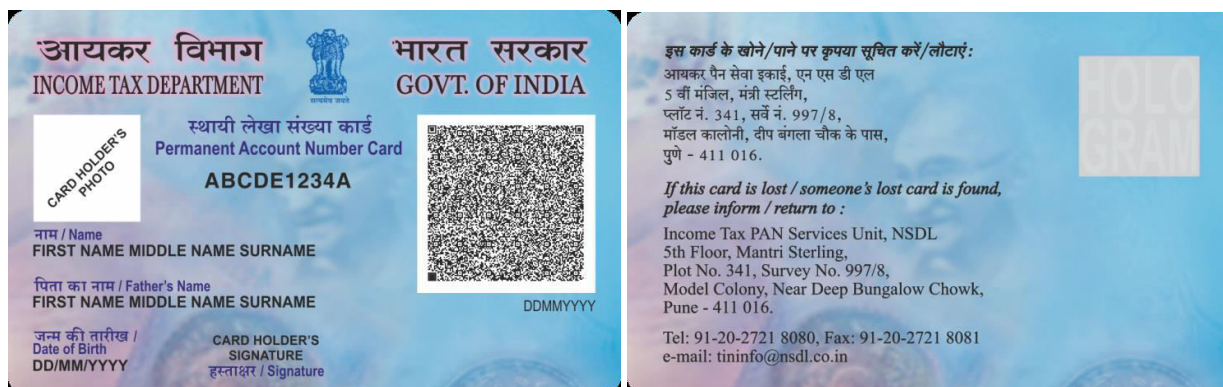 आयकर विभाग
INCOME TAX DEPARTMENT
सत्यमेव जयते
भारत सरकार
GOVT. OF INDIA
CARD HOLDER'S
PHOTO
स्थायी लेखा संख्या कार्ड
Permanent Account Number Card
ABCDE1234A
नाम / Name
FIRST NAME MIDDLE NAME SURNAME
पिता का नाम / Father's Name
FIRST NAME MIDDLE NAME SURNAME
DDMMYYYY
जन्म की तारीख /
Date of Birth
DD/MM/YYYY
CARD HOLDER'S
SIGNATURE
हस्ताक्षर / Signature
इस कार्ड के खोने/पाने पर कृपया सूचित करें/लौटाएं :
आयकर पैन सेवा इकाई, एन एस डी एल
5 वीं मंजिल, मंत्री स्टर्लिंग,
प्लॉट नं. 341, सर्वे नं. 997/8,
मॉडल कालोनी, दीप बंगला चौक के पास,
पुणे - 411 016.
If this card is lost / someone's lost card is found,
please inform / return to :
Income Tax PAN Services Unit, NSDL
5th Floor, Mantri Sterling,
Plot No. 341, Survey No. 997/8,
Model Colony, Near Deep Bungalow Chowk,
Pune - 411 016.
Tel: 91-20-2721 8080, Fax: 91-20-2721 8081
e-mail: tininfo@nsdl.co.in
HOLO
GRAM